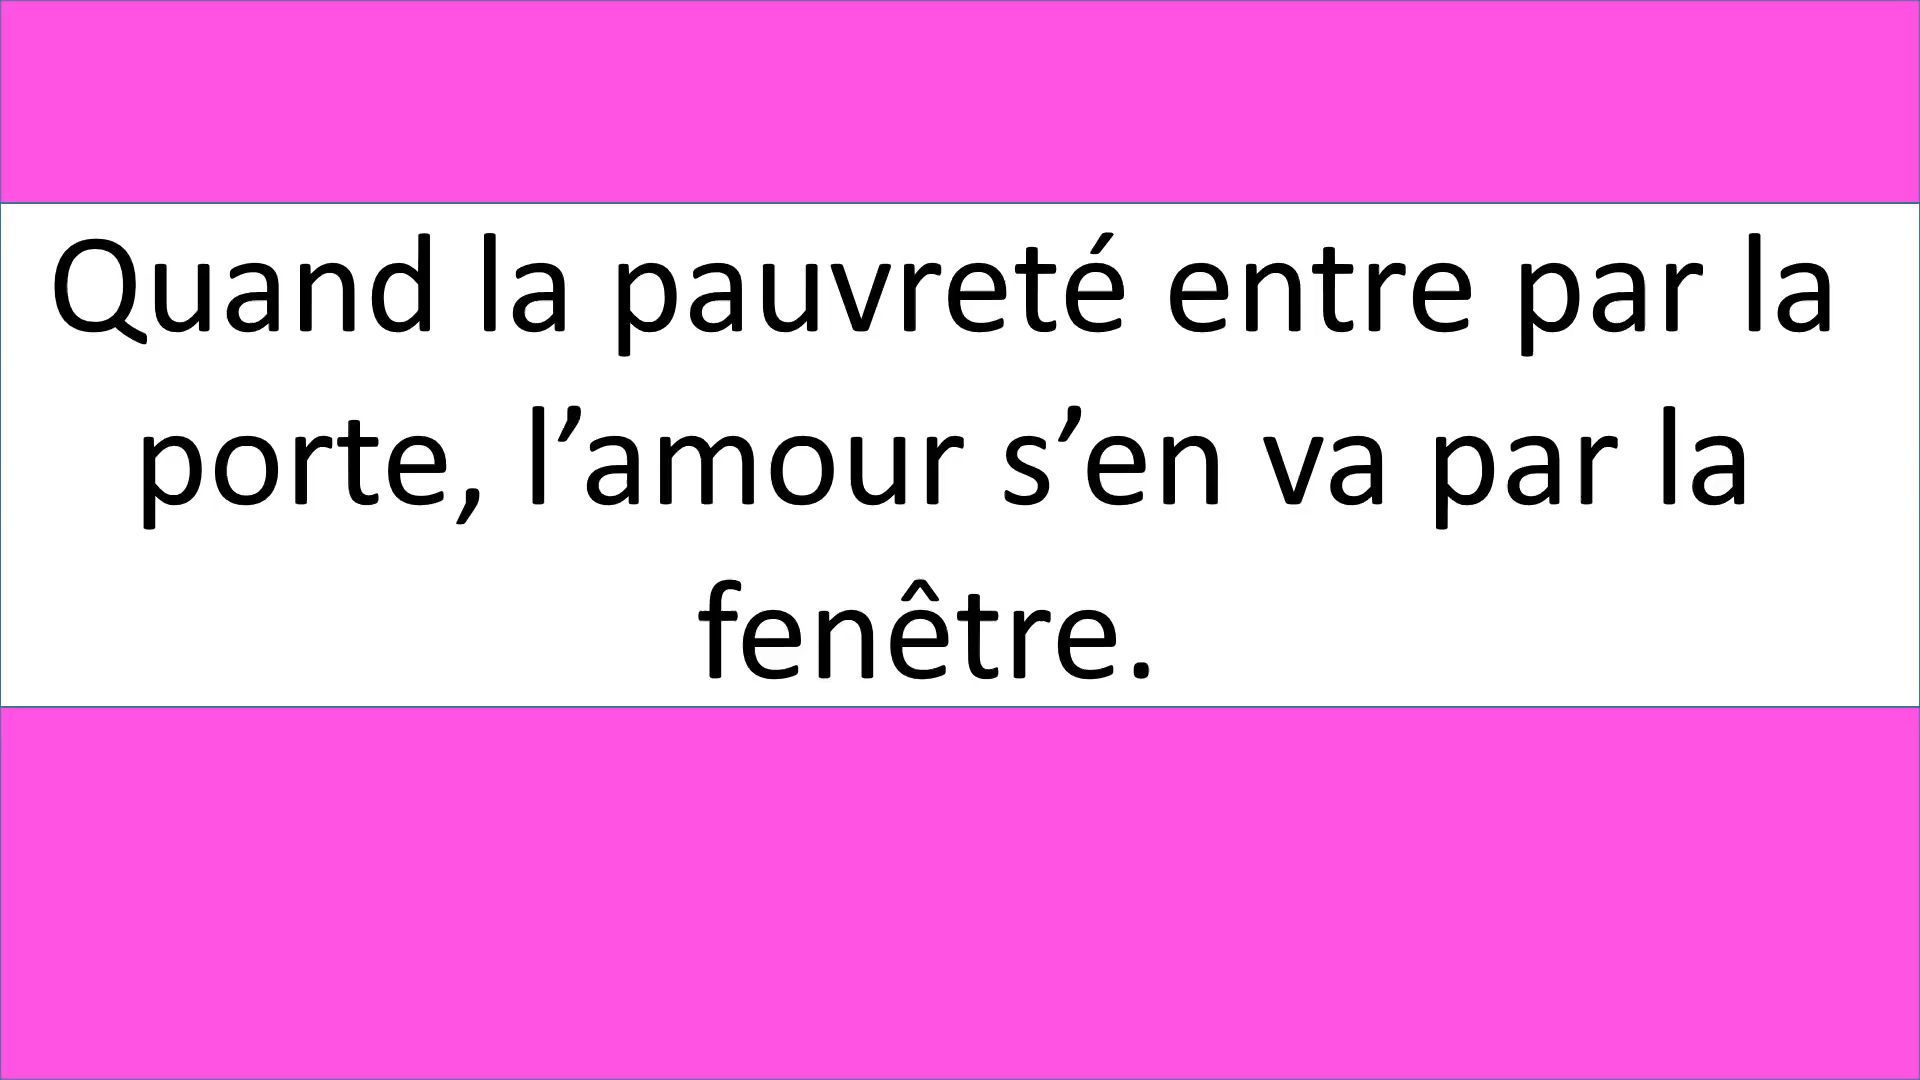 Quand la pauvreté entre par la
porte, l’amour s’en va par la
fenêtre.